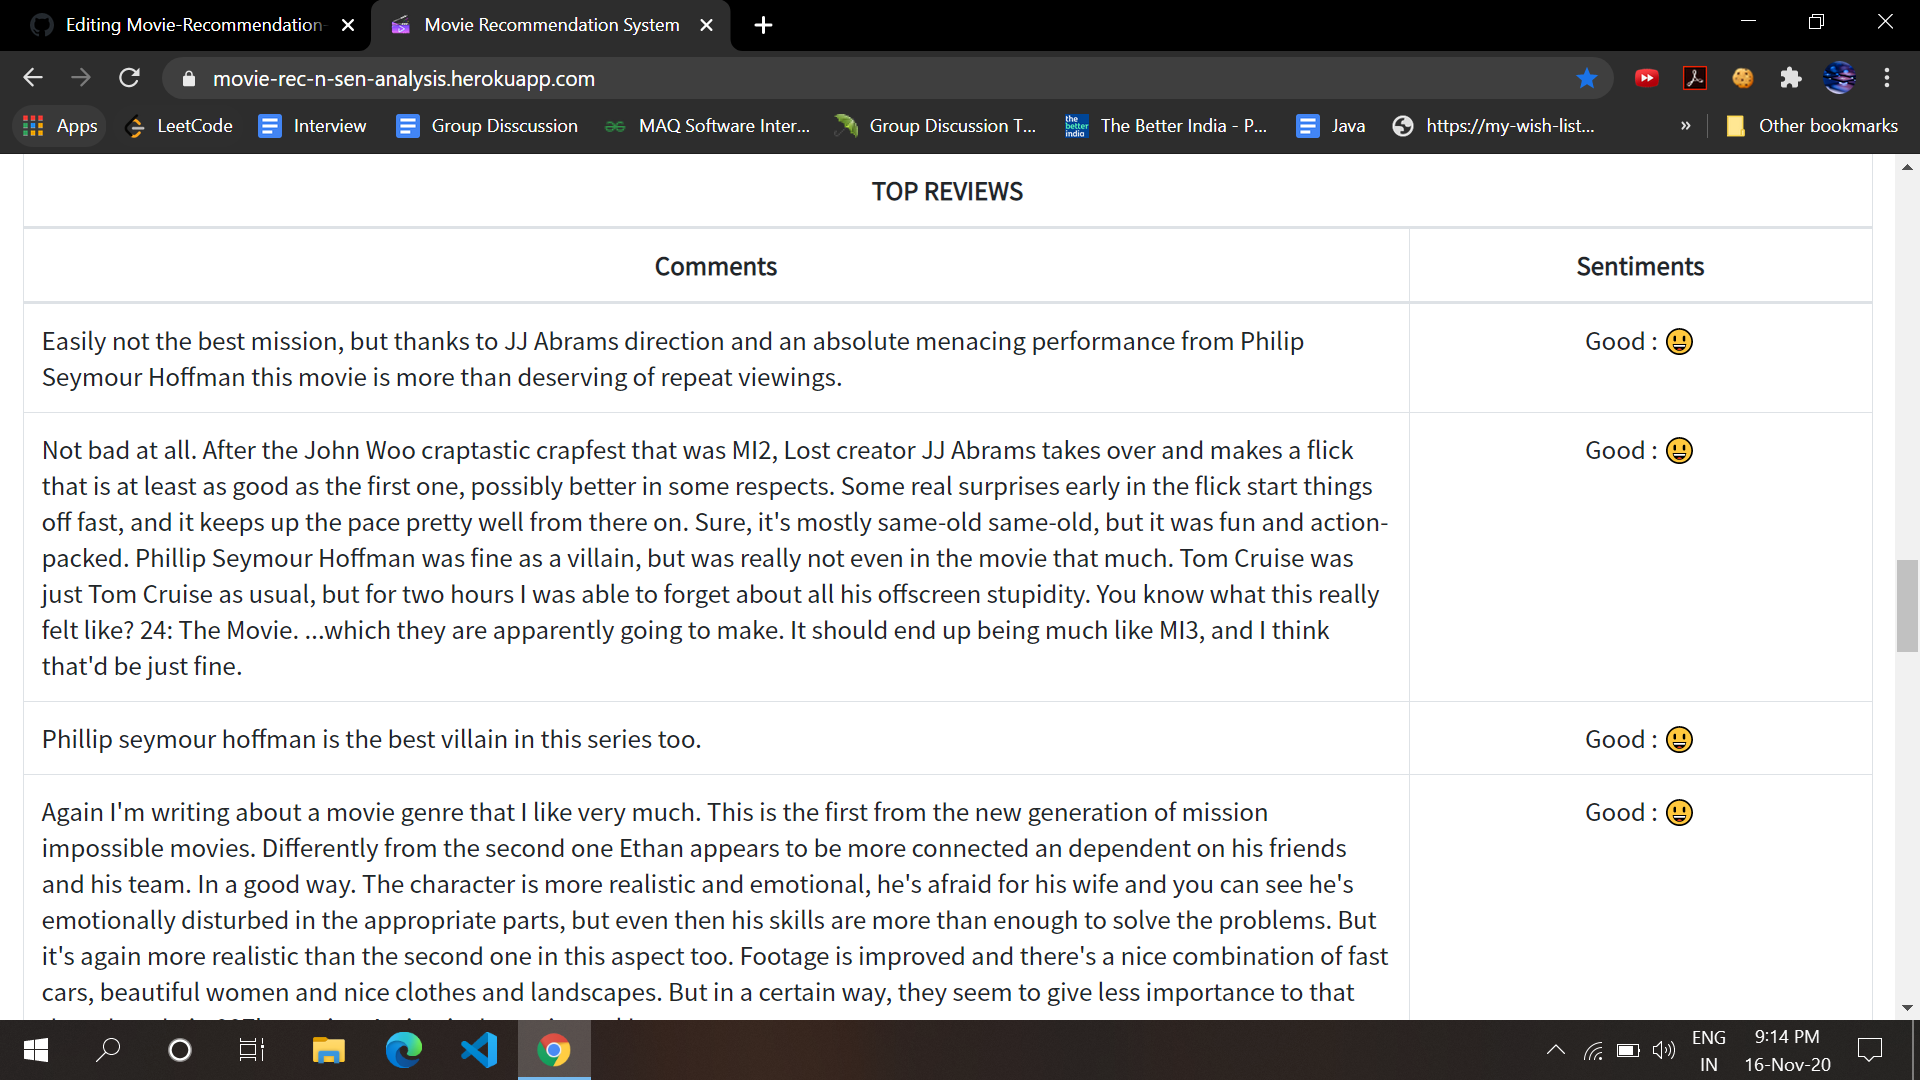 Editing Movie-Recommendation-
Movie Recommendation System
movie-rec-n-sen-analysis.herokuapp.com
Apps
LeetCode
Interview
Group Disscussion
MAQ Software Inter...
Group Discussion T...
the better india
The Better India - P...
Java
https://my-wish-list...
»
Other bookmarks
TOP REVIEWS
Comments
Sentiments
Easily not the best mission, but thanks to JJ Abrams direction and an absolute menacing performance from Philip
Seymour Hoffman this movie is more than deserving of repeat viewings.
Good : 😃
Not bad at all. After the John Woo craptastic crapfest that was MI2, Lost creator JJ Abrams takes over and makes a flick
that is at least as good as the first one, possibly better in some respects. Some real surprises early in the flick start things
off fast, and it keeps up the pace pretty well from there on. Sure, it's mostly same-old same-old, but it was fun and action-
packed. Phillip Seymour Hoffman was fine as a villain, but was really not even in the movie that much. Tom Cruise was
just Tom Cruise as usual, but for two hours I was able to forget about all his offscreen stupidity. You know what this really
felt like? 24: The Movie. ...which they are apparently going to make. It should end up being much like MI3, and I think
that'd be just fine.
Good : 😃
Phillip seymour hoffman is the best villain in this series too.
Good : 😃
Again I'm writing about a movie genre that I like very much. This is the first from the new generation of mission
impossible movies. Differently from the second one Ethan appears to be more connected an dependent on his friends
and his team. In a good way. The character is more realistic and emotional, he's afraid for his wife and you can see he's
emotionally disturbed in the appropriate parts, but even then his skills are more than enough to solve the problems. But
it's again more realistic than the second one in this aspect too. Footage is improved and there's a nice combination of fast
cars, beautiful women and nice clothes and landscapes. But in a certain way, they seem to give less importance to that
Good : 😃
ENG
IN
9:14 PM
16-Nov-20